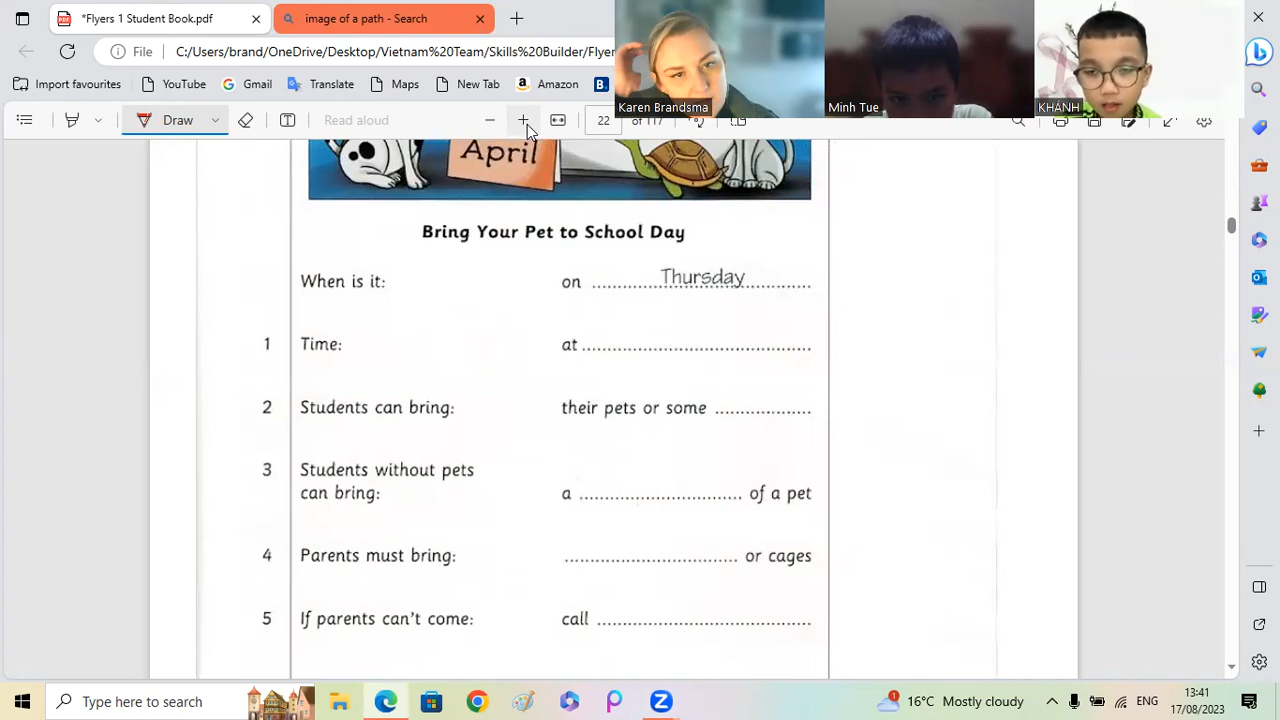 *Flyers 1 Student Book.pdf
image of a path - Search
File
C:/Users/brand/OneDrive/Desktop/Vietnam%20Team/Skills%20Builder/Flyer
Import favourites
YouTube
Gmail
Translate
Maps
New Tab
Amazon
Karen Brandsma
Minh Tue
KHÁNH
Draw
Read aloud
22
of 117
April
Bring Your Pet to School Day
When is it: on Thursday
1 Time: at
2 Students can bring: their pets or some
3 Students without pets
can bring: a of a pet
4 Parents must bring: or cages
5 If parents can't come: call
Type here to search
1
16°C Mostly cloudy
ENG
13:41
17/08/2023